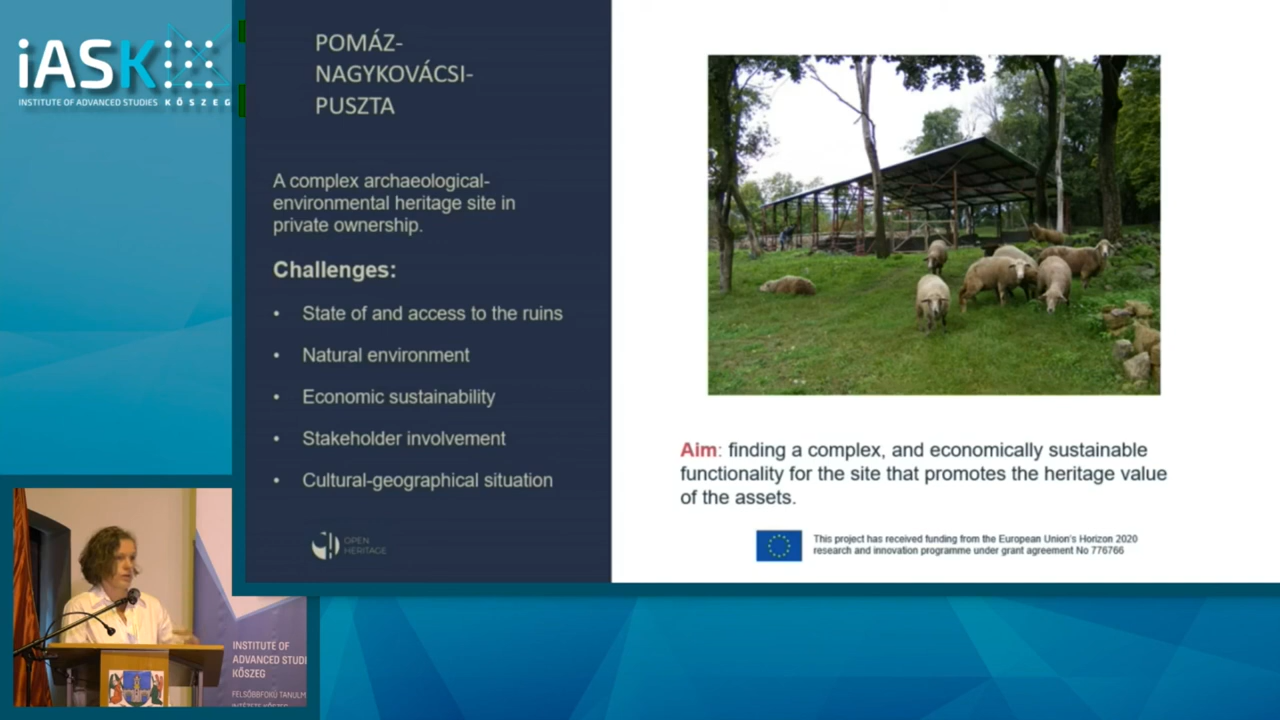 iASK
INSTITUTE OF ADVANCED STUDIES KŐSZEG
POMÁZ-
NAGYKOVÁCSI-
PUSZTA
A complex archaeological-
environmental heritage site in
private ownership.
Challenges:
• State of and access to the ruins
• Natural environment
• Economic sustainability
• Stakeholder involvement
• Cultural-geographical situation
OPEN
HERITAGE
Aim: finding a complex, and economically sustainable
functionality for the site that promotes the heritage value
of the assets.
This project has received funding from the European Union's Horizon 2020
research and innovation programme under grant agreement No 776766
INSTITUTE OF
ADVANCED STUDI
KŐSZEG
FELSŐBBFOKÚ TANULM
INTÉZETE KŐSZEG